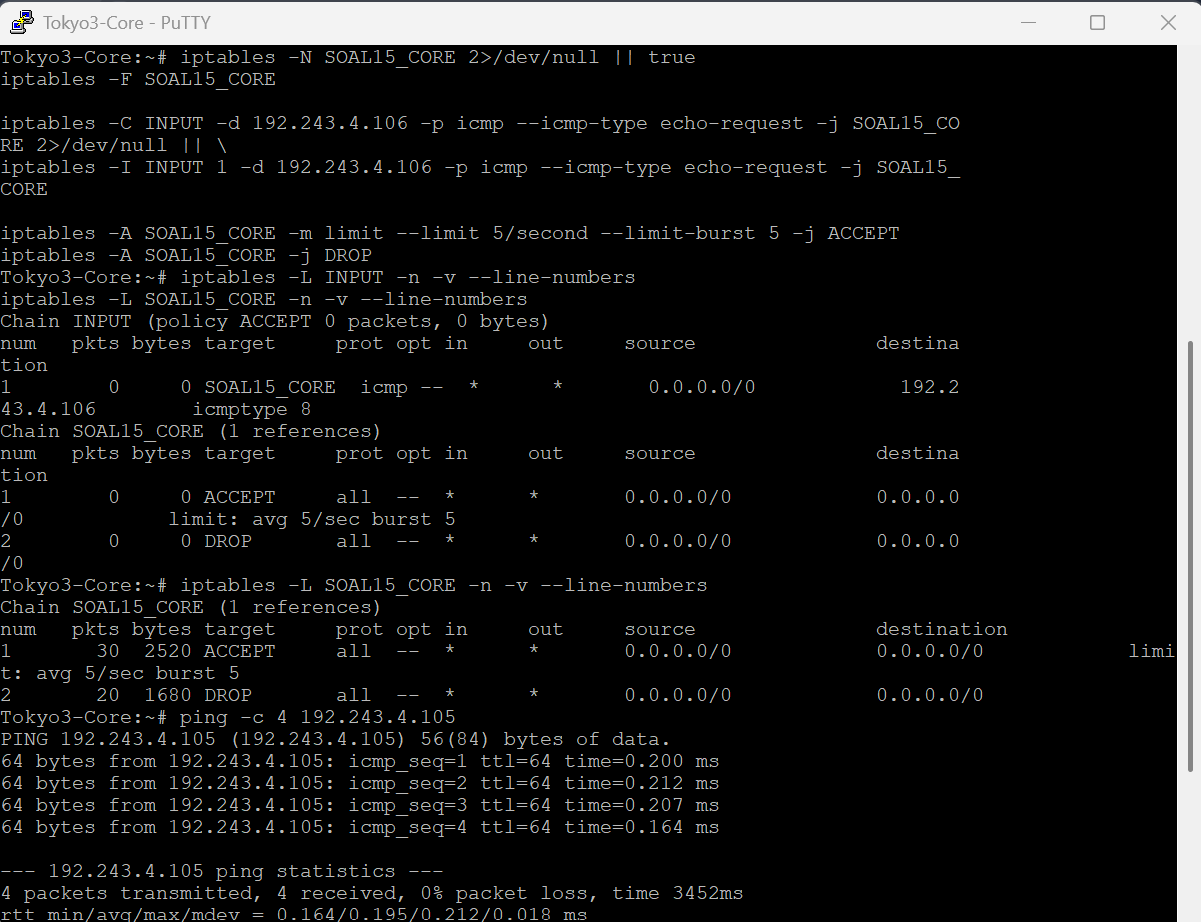 Tokyo3-Core - PuTTY
Tokyo3-Core:~# iptables -N SOAL15_CORE 2>/dev/null || true
iptables -F SOAL15_CORE
iptables -C INPUT -d 192.243.4.106 -p icmp --icmp-type echo-request -j SOAL15_CO
RE 2>/dev/null || \
iptables -I INPUT 1 -d 192.243.4.106 -p icmp --icmp-type echo-request -j SOAL15_
CORE
iptables -A SOAL15_CORE -m limit --limit 5/second --limit-burst 5 -j ACCEPT
iptables -A SOAL15_CORE -j DROP
Tokyo3-Core:~# iptables -L INPUT -n -v --line-numbers
iptables -L SOAL15_CORE -n -v --line-numbers
Chain INPUT (policy ACCEPT 0 packets, 0 bytes)
num   pkts bytes target     prot opt in     out     source               destina
tion
1        0     0 SOAL15_CORE  icmp --  *      *       0.0.0.0/0            192.2
43.4.106        icmptype 8
Chain SOAL15_CORE (1 references)
num   pkts bytes target     prot opt in     out     source               destina
tion
1        0     0 ACCEPT     all  --  *      *       0.0.0.0/0            0.0.0.0
/0            limit: avg 5/sec burst 5
2        0     0 DROP       all  --  *      *       0.0.0.0/0            0.0.0.0
/0
Tokyo3-Core:~# iptables -L SOAL15_CORE -n -v --line-numbers
Chain SOAL15_CORE (1 references)
num   pkts bytes target     prot opt in     out     source               destination
1       30  2520 ACCEPT     all  --  *      *       0.0.0.0/0            0.0.0.0/0            limi
t: avg 5/sec burst 5
2       20  1680 DROP       all  --  *      *       0.0.0.0/0            0.0.0.0/0
Tokyo3-Core:~# ping -c 4 192.243.4.105
PING 192.243.4.105 (192.243.4.105) 56(84) bytes of data.
64 bytes from 192.243.4.105: icmp_seq=1 ttl=64 time=0.200 ms
64 bytes from 192.243.4.105: icmp_seq=2 ttl=64 time=0.212 ms
64 bytes from 192.243.4.105: icmp_seq=3 ttl=64 time=0.207 ms
64 bytes from 192.243.4.105: icmp_seq=4 ttl=64 time=0.164 ms
--- 192.243.4.105 ping statistics ---
4 packets transmitted, 4 received, 0% packet loss, time 3452ms
rtt min/avg/max/mdev = 0.164/0.195/0.212/0.018 ms